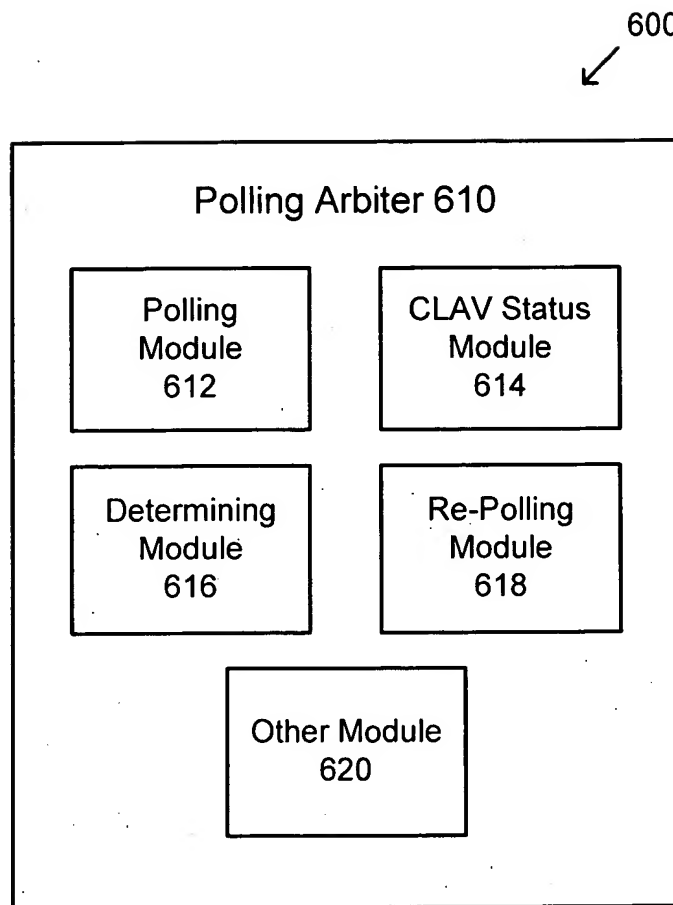 600
Polling Arbiter 610
Polling
Module
612
CLAV Status
Module
614
Determining
Module
616
Re-Polling
Module
618
Other Module
620